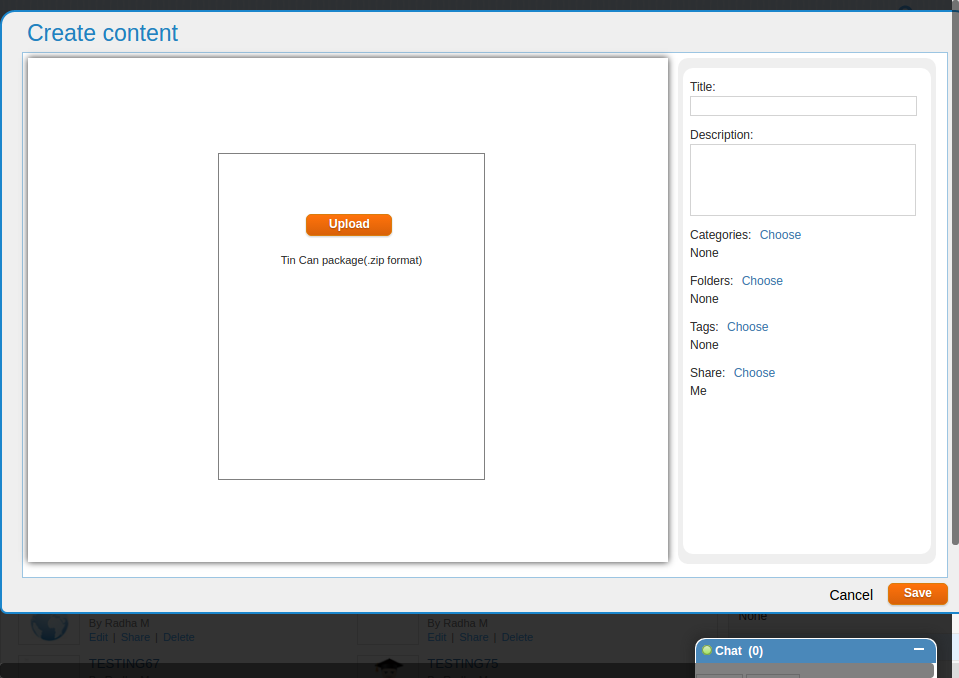 Create content
Upload
Tin Can package(.zip format)
Title:
Description:
Categories: Choose
None
Folders: Choose
None
Tags: Choose
None
Share: Choose
Me
Cancel
Save
By Radha M
Edit | Share | Delete
TESTING67
By Radha M
Edit | Share | Delete
TESTING75
None
Chat (0)